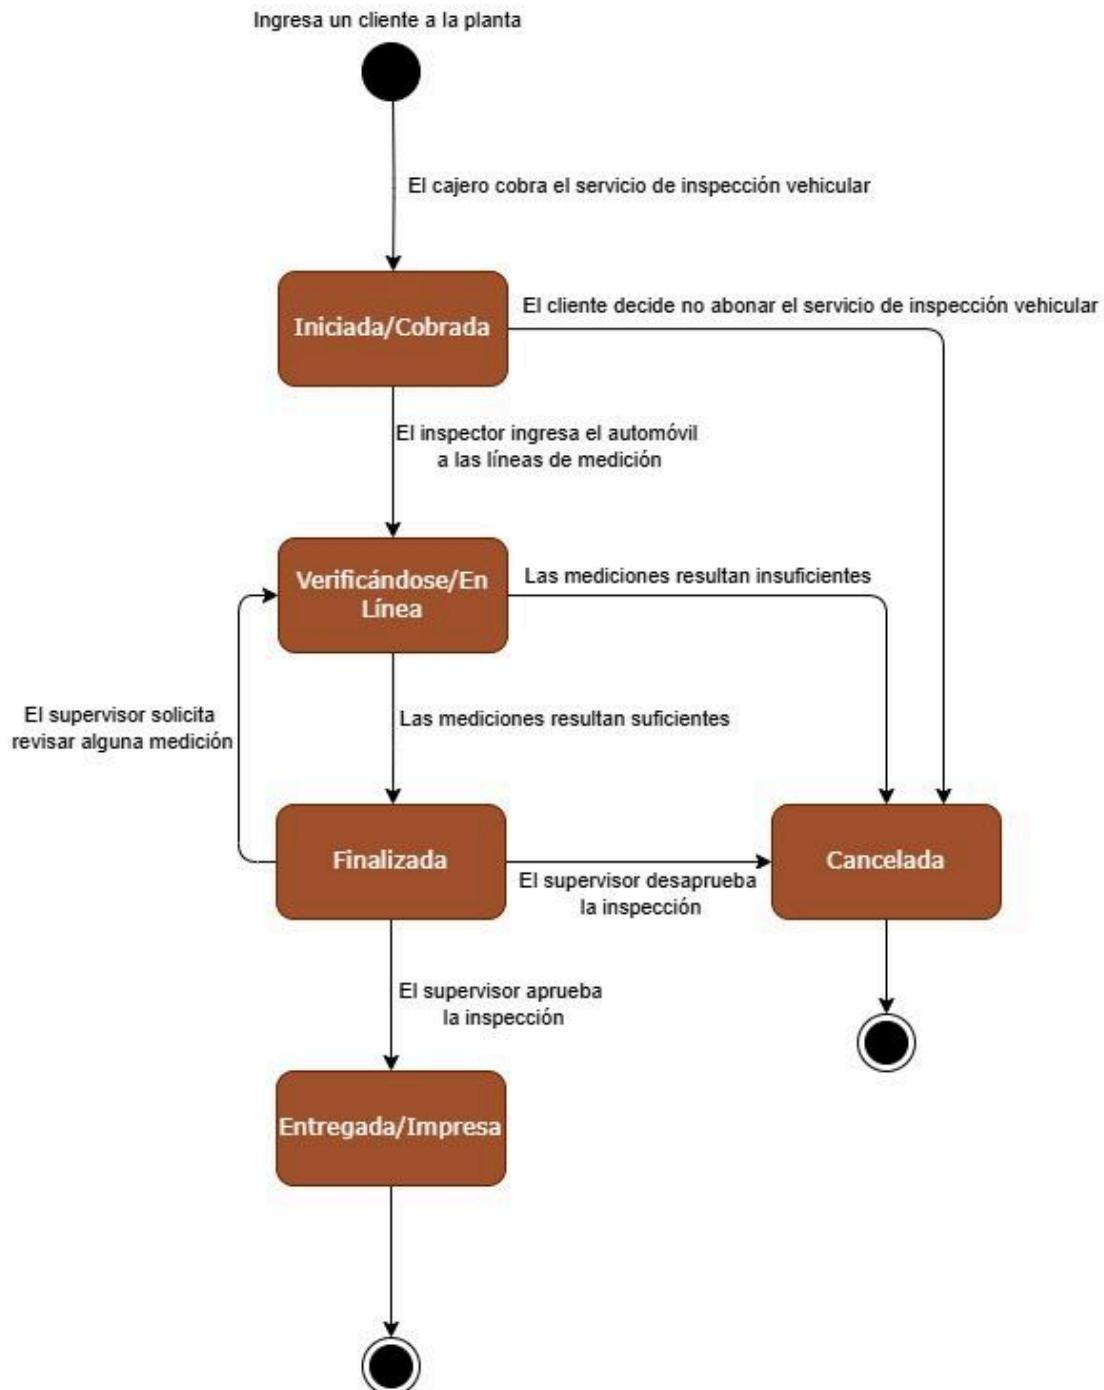 Ingresa un cliente a la planta
El cajero cobra el servicio de inspección vehicular
Iniciada/Cobrada
El cliente decide no abonar el servicio de inspección vehicular
El inspector ingresa el automóvil
a las líneas de medición
Verificándose/En
Línea
Las mediciones resultan insuficientes
El supervisor solicita
revisar alguna medición
Las mediciones resultan suficientes
Finalizada
El supervisor desaprueba
la inspección
Cancelada
El supervisor aprueba
la inspección
Entregada/Impresa